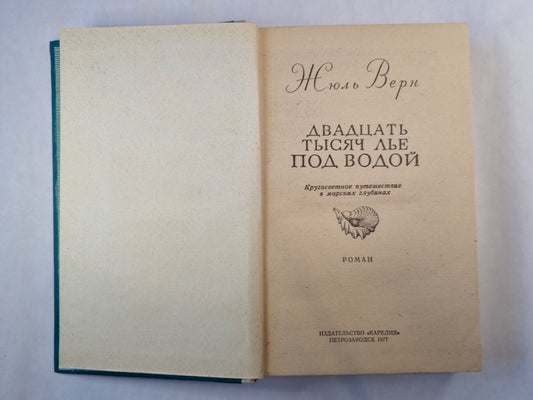 Жюль Верн
ДВАДЦАТЬ
ТЫСЯЧ ЛЬЕ
ПОД ВОДОЙ
Кругосветное путешествие
в морских глубинах
РОМАН
ИЗДАТЕЛЬСТВО «КАРЕЛИЯ»
ПЕТРОЗАВОДСК 1977